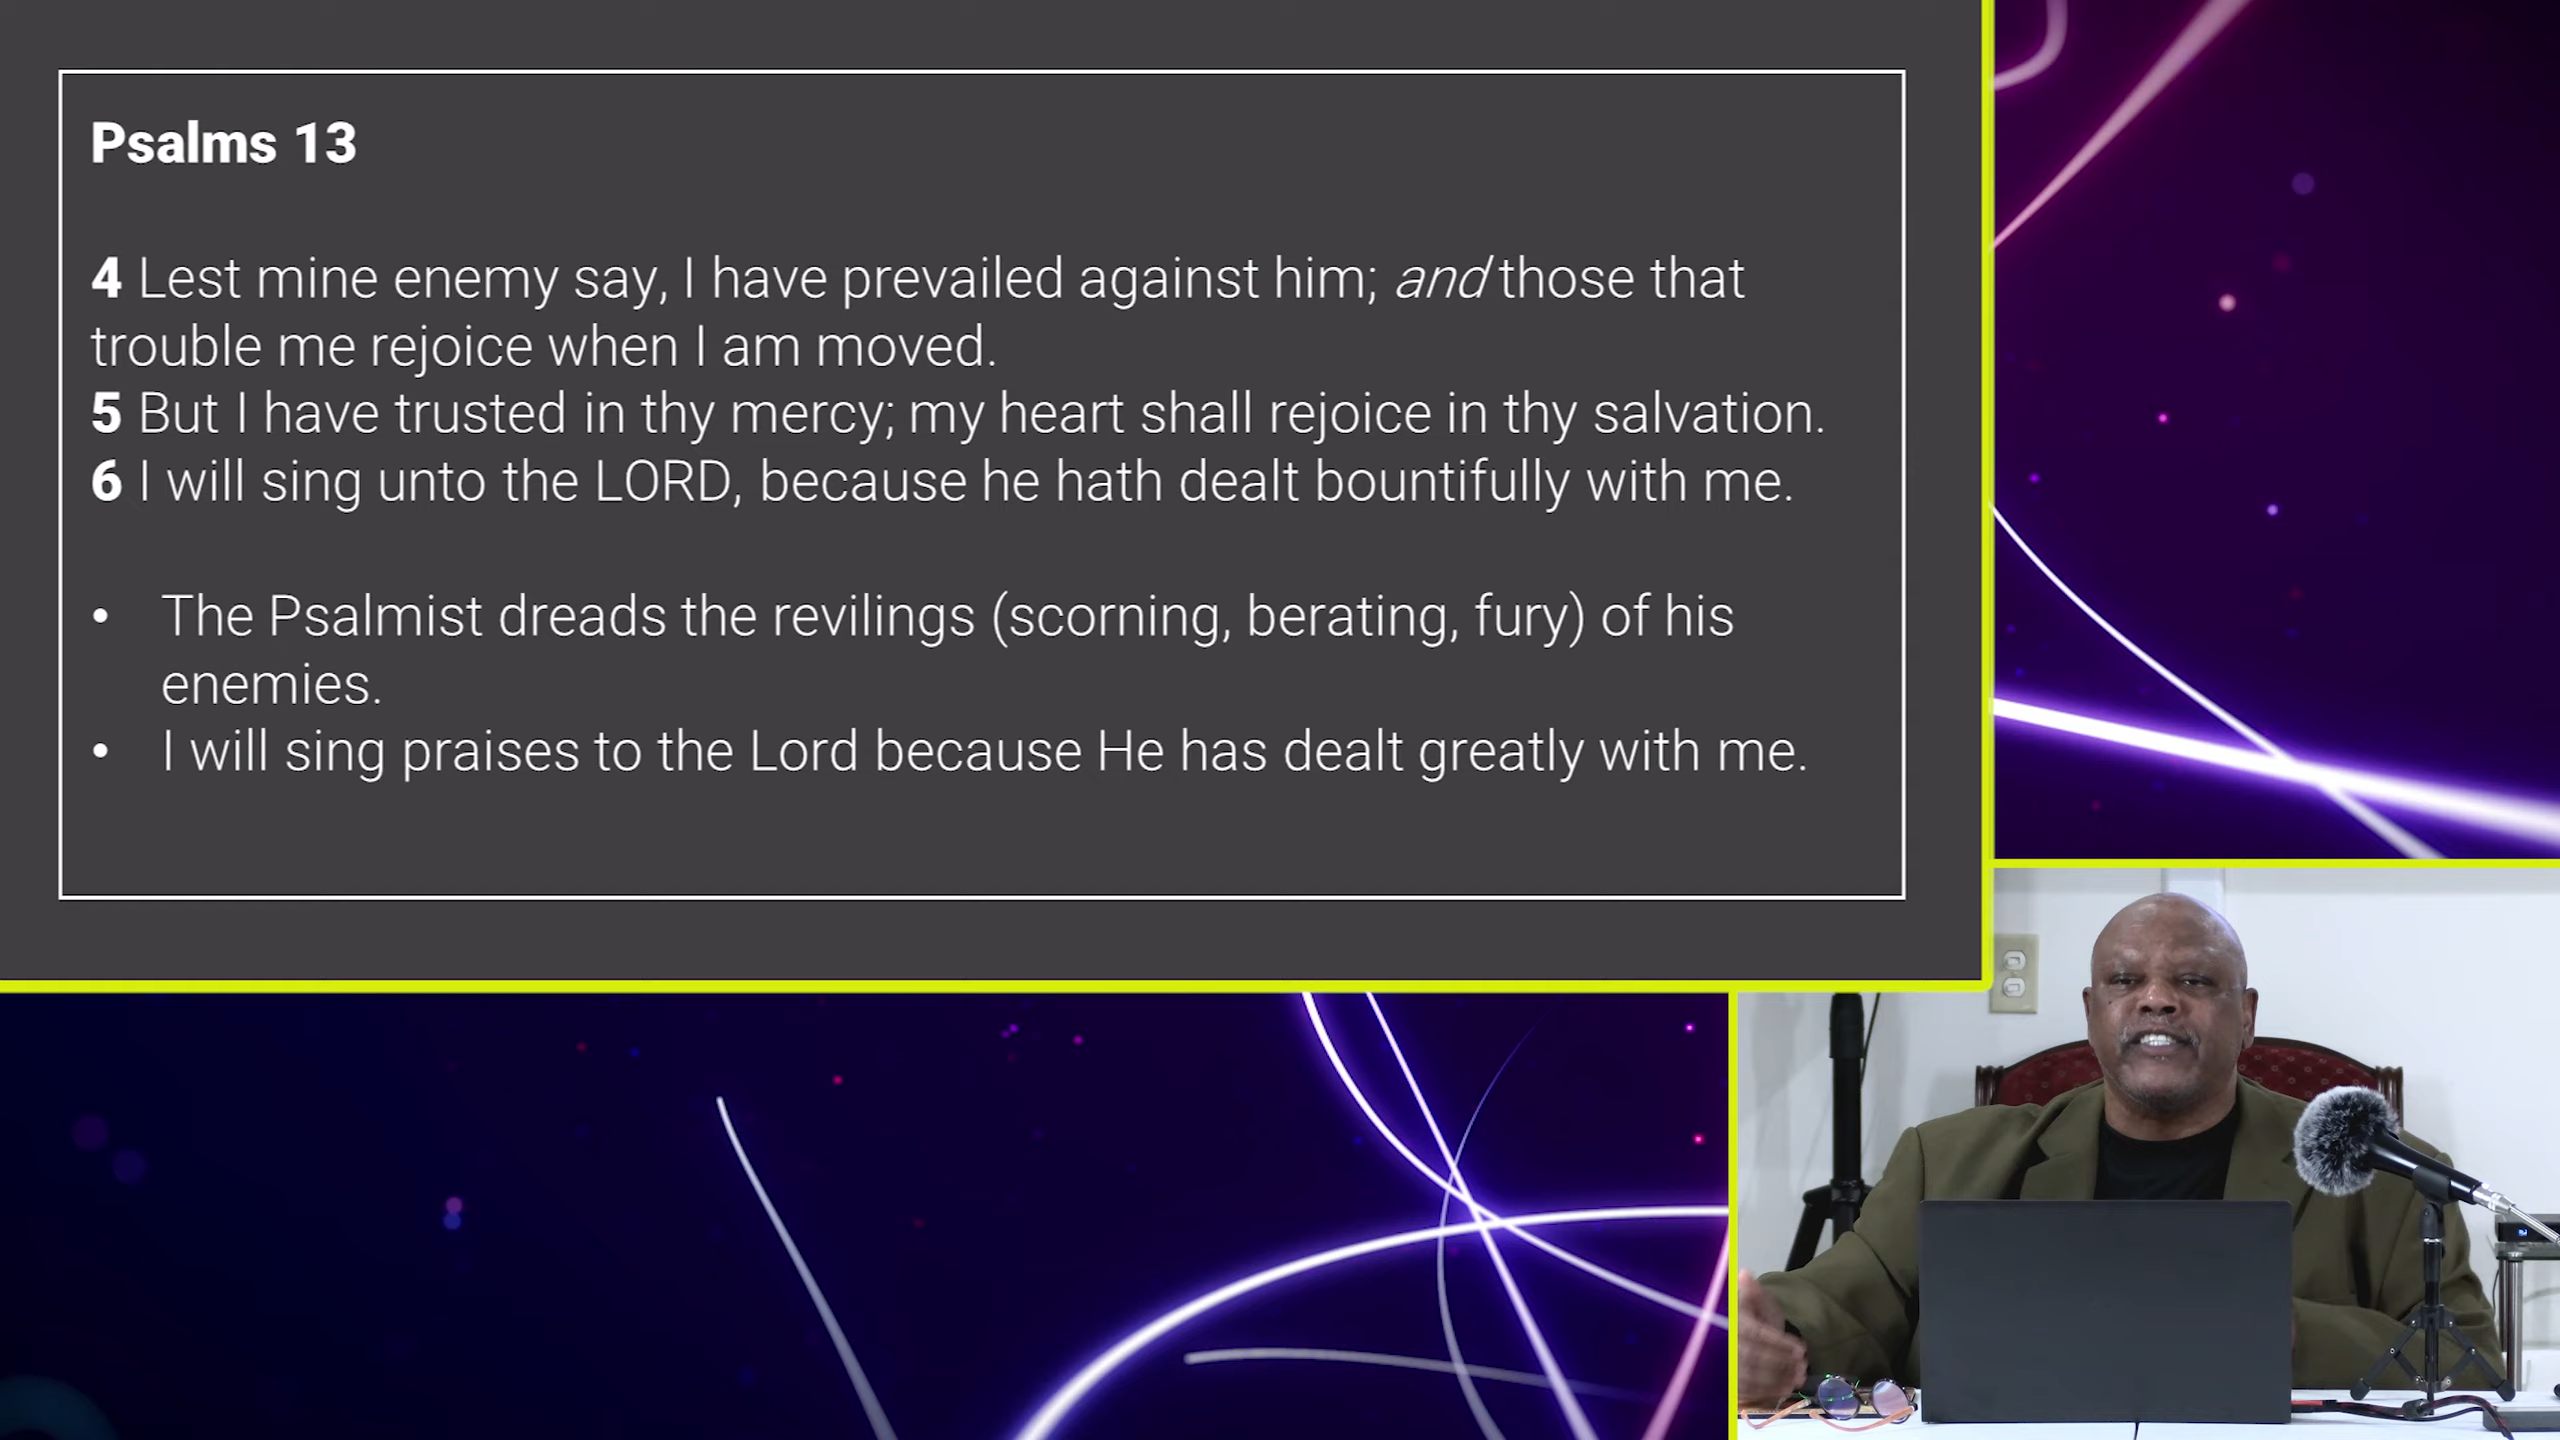 Psalms 13
4 Lest mine enemy say, I have prevailed against him; and those that
trouble me rejoice when I am moved.
5 But I have trusted in thy mercy; my heart shall rejoice in thy salvation.
6 I will sing unto the LORD, because he hath dealt bountifully with me.
• The Psalmist dreads the revilings (scorning, berating, fury) of his
enemies.
• I will sing praises to the Lord because He has dealt greatly with me.